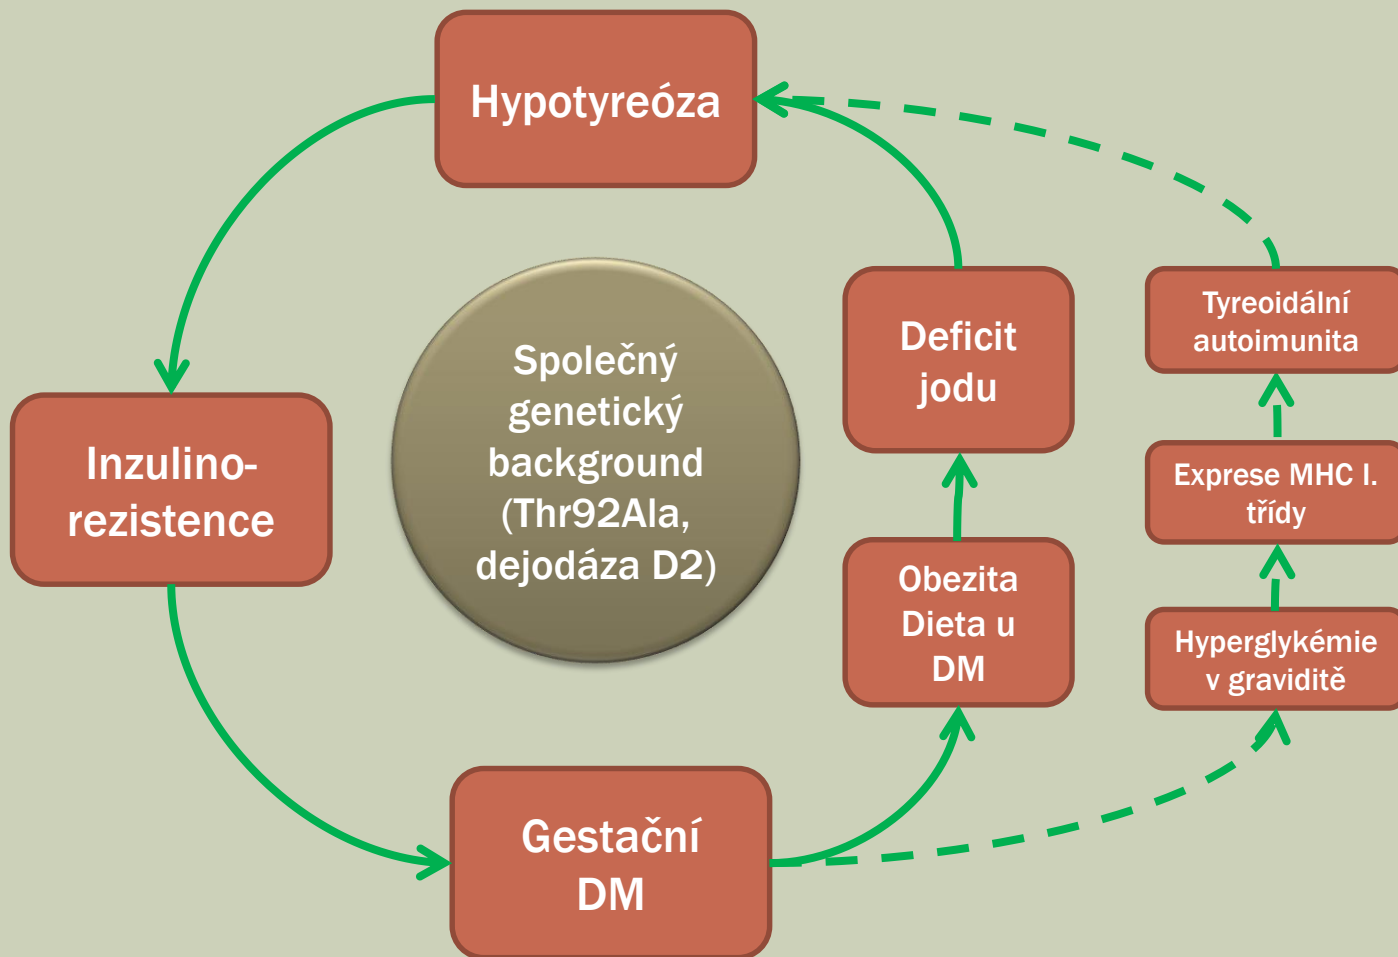 Hypotyreóza
Inzulino-
rezistence
Společný
genetický
background
(Thr92Ala,
dejodáza D2)
Deficit
jodu
Obezita
Dieta u
DM
Tyreoidální
autoimunita
Exprese MHC I.
třídy
Hyperglykémie
v graviditě
Gestační
DM